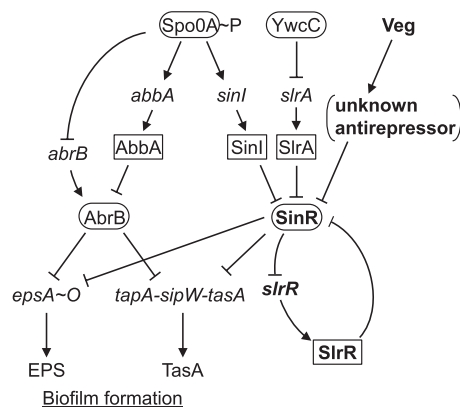 Spo0A~P YwcC Veg
abbA sinI slrA
(unknown
antirepressor)
abrB AbbA SinI SlrA
AbrB SinR
epsA~O tapA-sipW-tasA slrR
EPS TasA SlrR
Biofilm formation